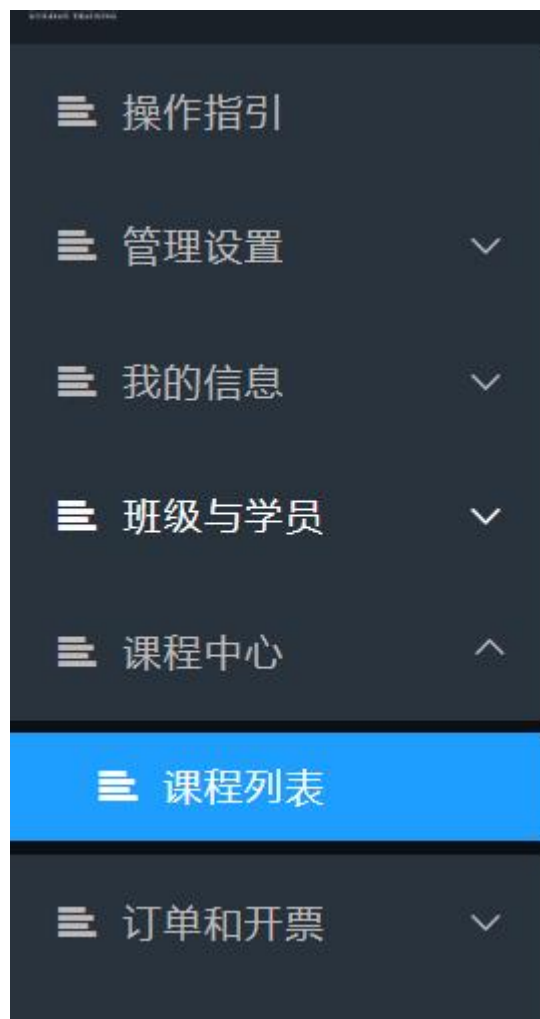 操作指引
管理设置
我的信息
班级与学员
课程中心
课程列表
订单和开票